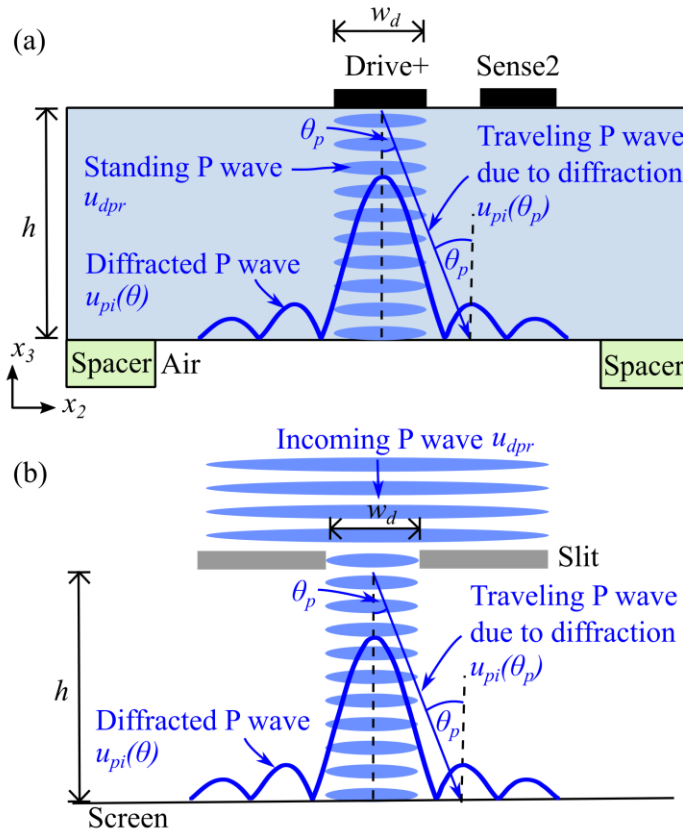 (a)
w_d
Drive+
Sense2
θ_p
Traveling P wave
due to diffraction
u_pi(θ_p)
Standing P wave
u_dpr
h
θ_p
Diffracted P wave
u_pi(θ)
x_3
Spacer
Air
Spacer
x_2
(b)
Incoming P wave u_dpr
w_d
Slit
θ_p
Traveling P wave
due to diffraction
u_pi(θ_p)
h
θ_p
Diffracted P wave
u_pi(θ)
Screen